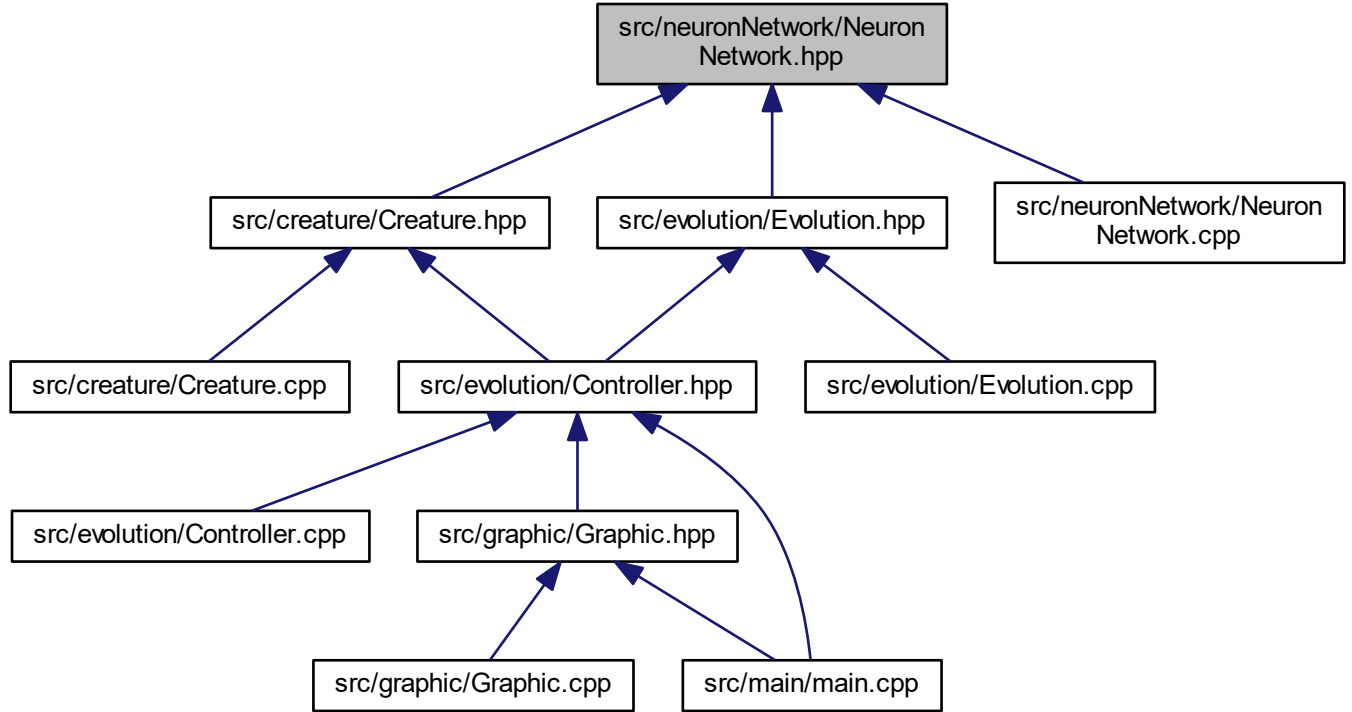 src/neuronNetwork/Neuron
Network.hpp
src/creature/Creature.hpp
src/evolution/Evolution.hpp
src/neuronNetwork/Neuron
Network.cpp
src/creature/Creature.cpp
src/evolution/Controller.hpp
src/evolution/Evolution.cpp
src/evolution/Controller.cpp
src/graphic/Graphic.hpp
src/graphic/Graphic.cpp
src/main/main.cpp